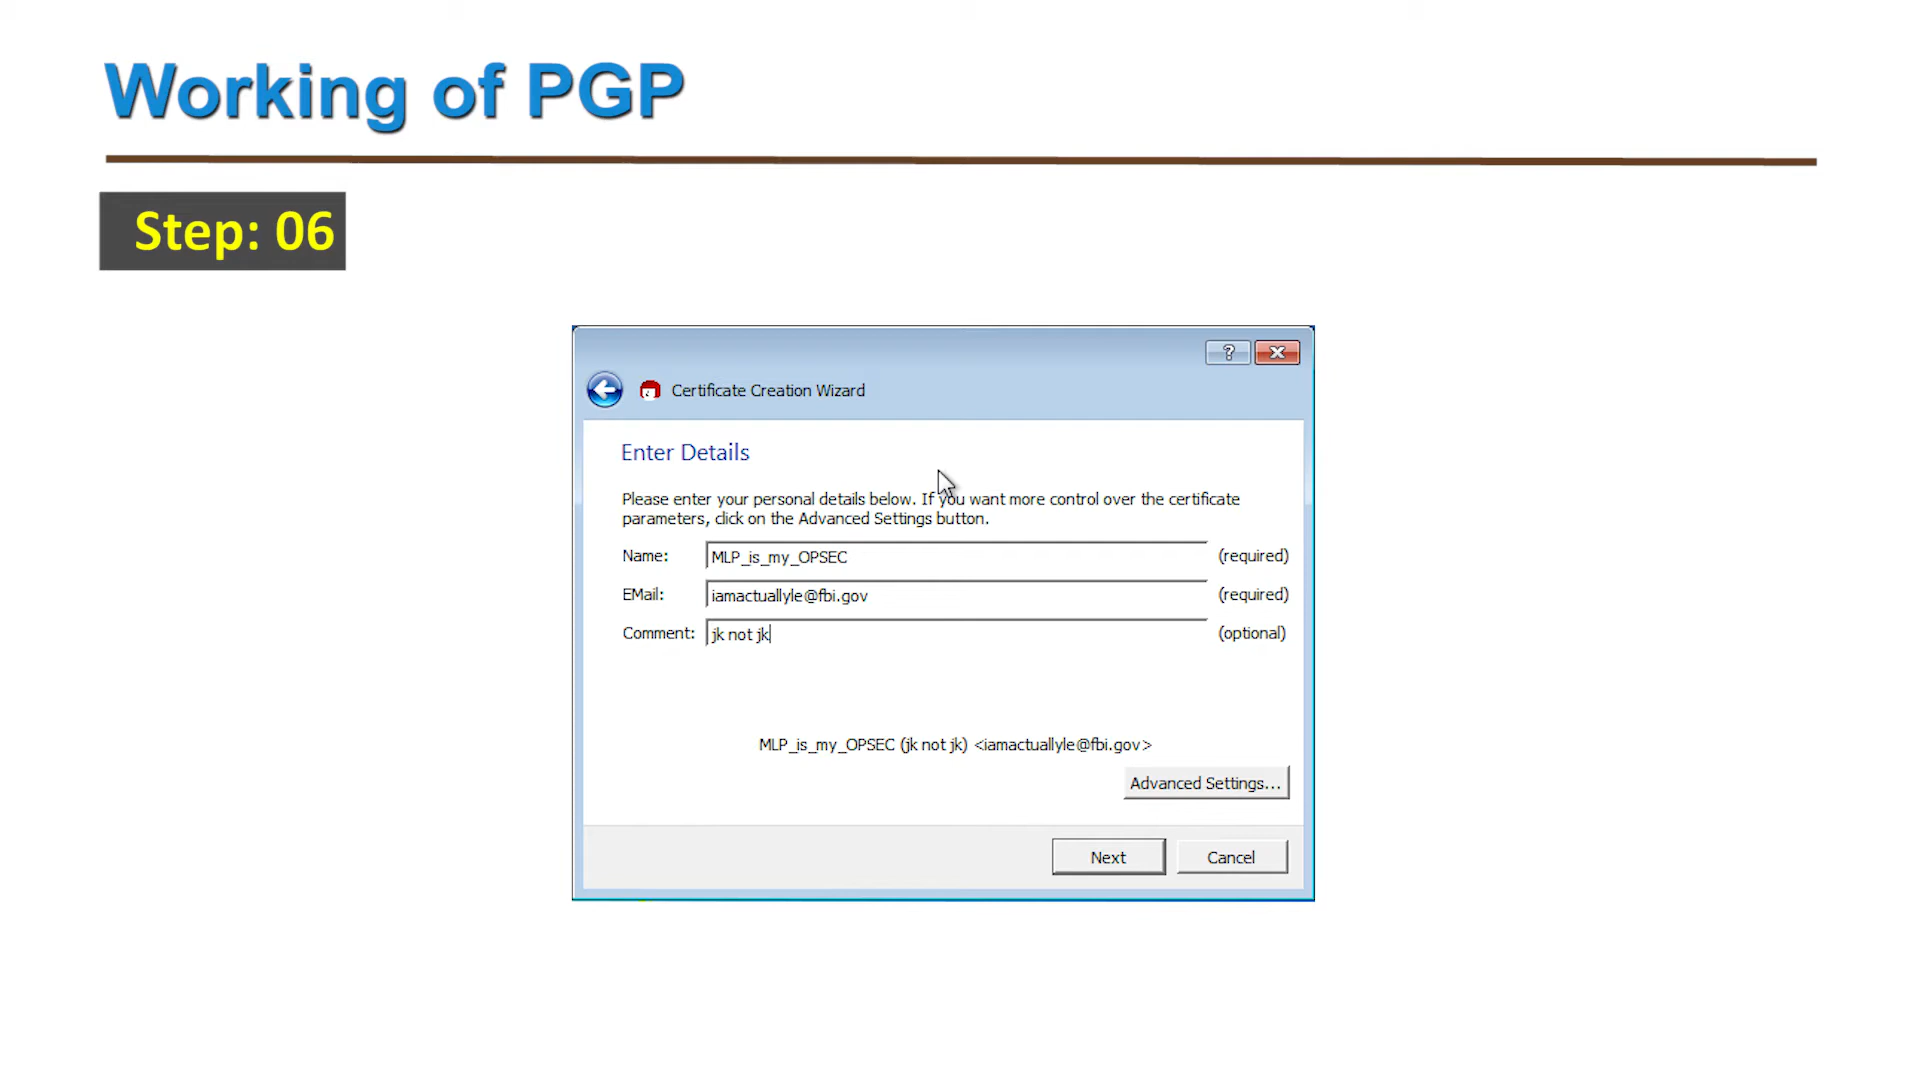 Working of PGP
Step: 06
?
Certificate Creation Wizard
Enter Details
Please enter your personal details below. If you want more control over the certificate
parameters, click on the Advanced Settings button.
Name: MLP_is_my_OPSEC (required)
EMail: iamactuallyle@fbi.gov (required)
Comment: jk not jk (optional)
MLP_is_my_OPSEC (jk not jk) <iamactuallyle@fbi.gov>
Advanced Settings...
Next Cancel